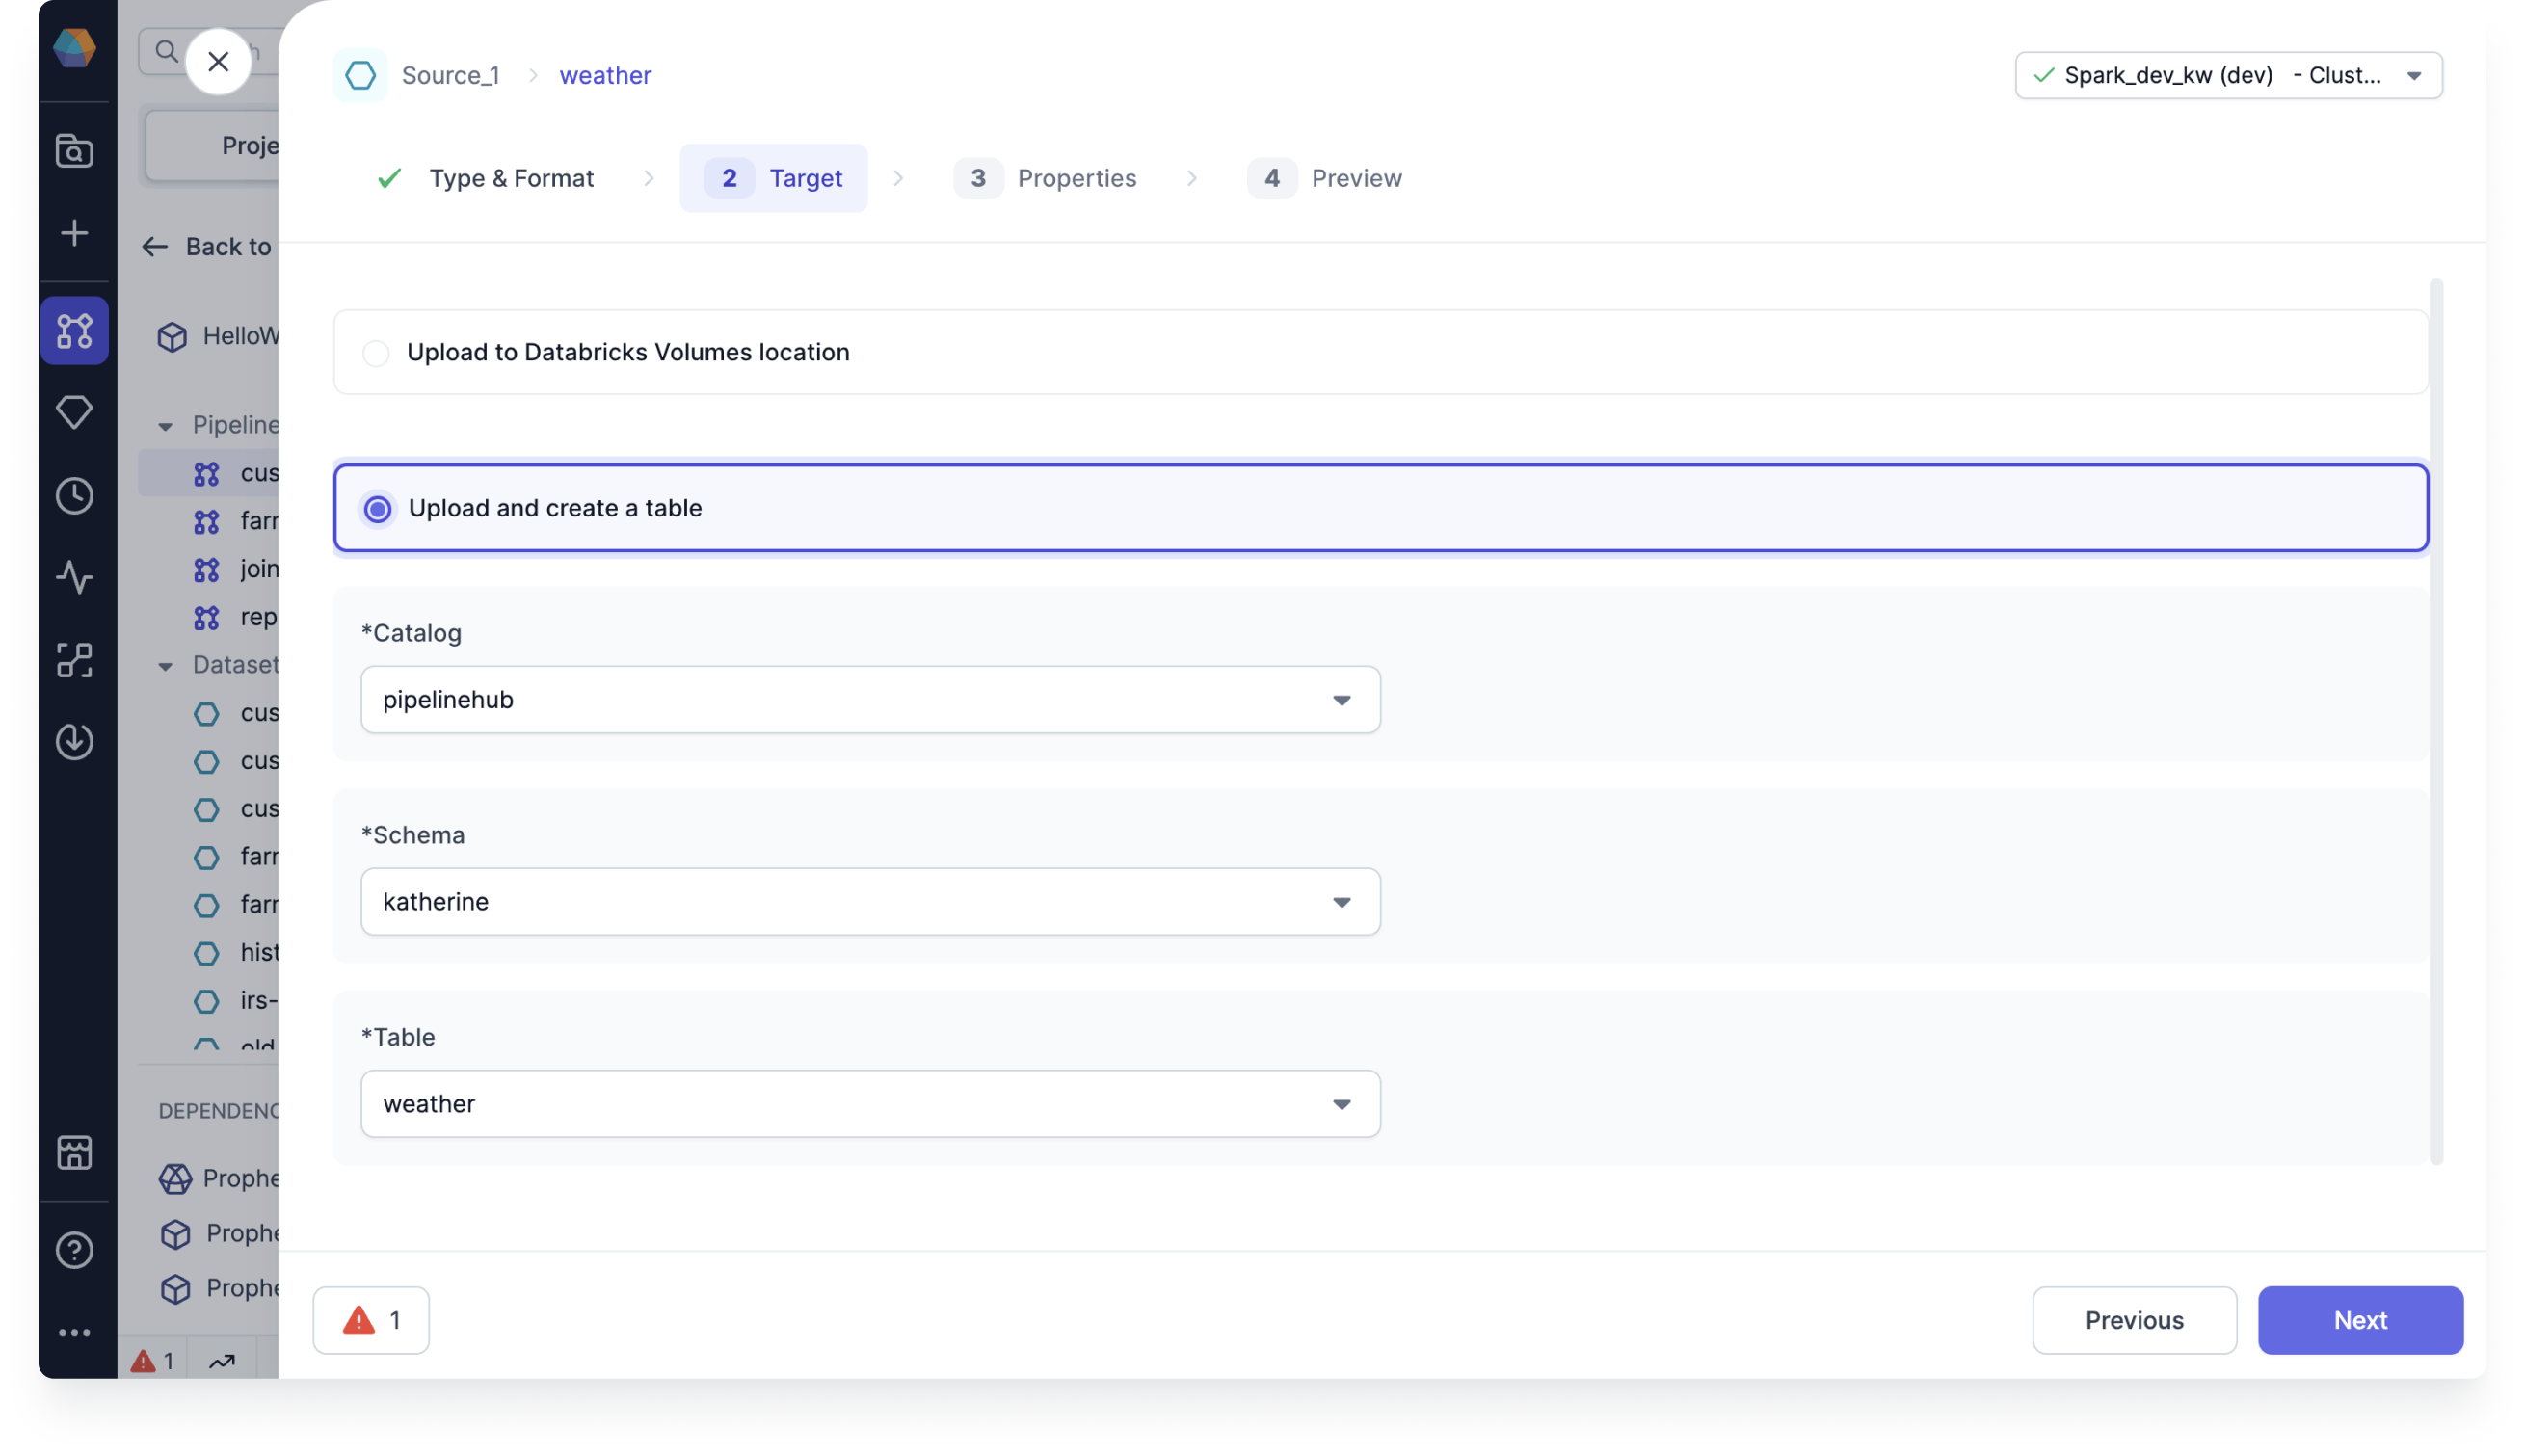 Source_1 > weather
Spark_dev_kw (dev) - Clust...
Type & Format
2 Target
3 Properties
4 Preview
Proje
Back to
HelloW
Pipeline
cus
farr
join
rep
Dataset
cus
cus
cus
farr
farr
hist
irs-
old
DEPENDENC
Prophe
Prophe
Prophe
1
Upload to Databricks Volumes location
Upload and create a table
*Catalog
pipelinehub
*Schema
katherine
*Table
weather
1
Previous
Next